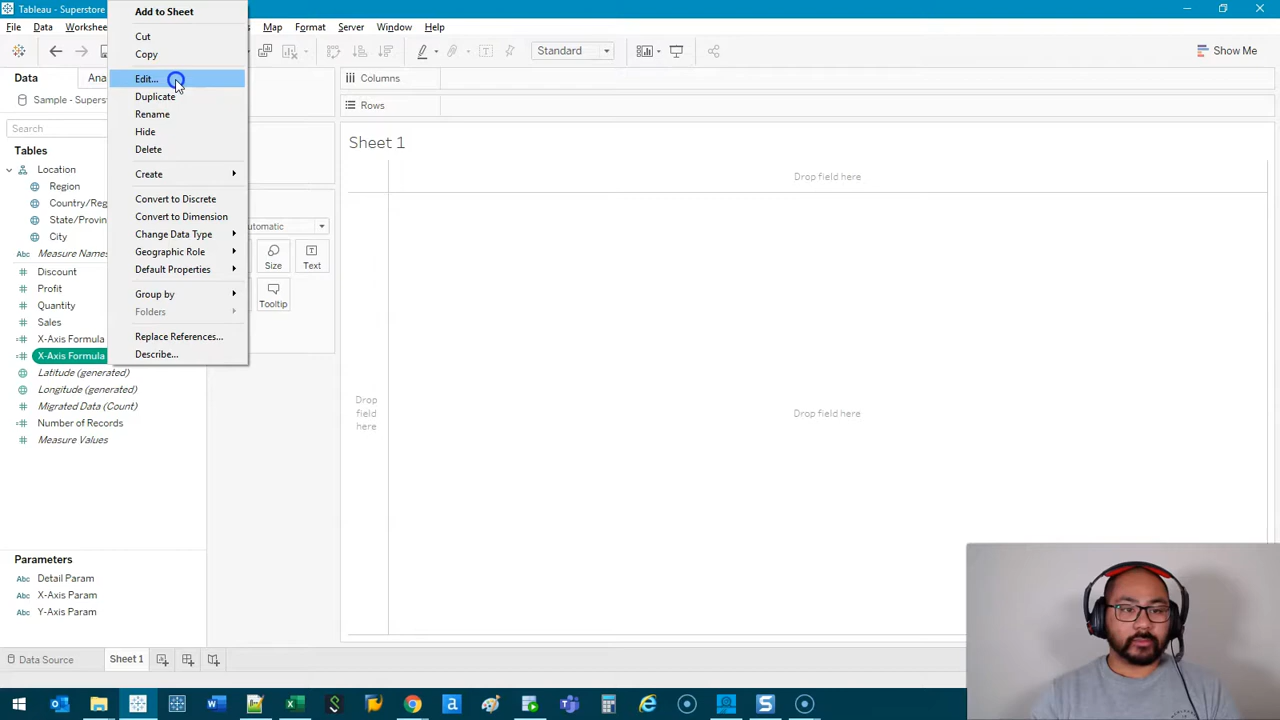 Tableau - Superstore
File Data Workshee Map Format Server Window Help
Standard
Show Me
Data Ana
Sample - Supers
Search
Tables
Location
Region
Country/Reg
State/Provin
City
Abc Measure Names
Discount
Profit
Quantity
Sales
X-Axis Formula
X-Axis Formula
Latitude (generated)
Longitude (generated)
Migrated Data (Count)
Number of Records
Measure Values
Parameters
Abc Detail Param
Abc X-Axis Param
Abc Y-Axis Param
Add to Sheet
Cut
Copy
Edit...
Duplicate
Rename
Hide
Delete
Create
Convert to Discrete
Convert to Dimension
Change Data Type
Geographic Role
Default Properties
Group by
Folders
Replace References...
Describe...
utomatic
Size Text
Tooltip
Columns
Rows
Sheet 1
Drop field here
Drop
field
here
Drop field here
Data Source Sheet 1